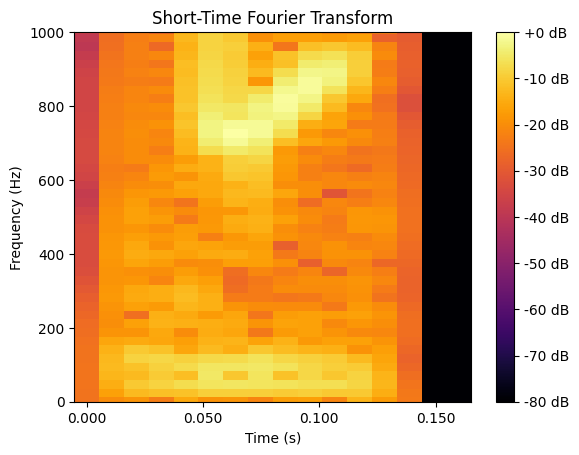 Short-Time Fourier Transform
1000
800
600
400
200
0
Frequency (Hz)
0.000
0.050
0.100
0.150
Time (s)
+0 dB
-10 dB
-20 dB
-30 dB
-40 dB
-50 dB
-60 dB
-70 dB
-80 dB